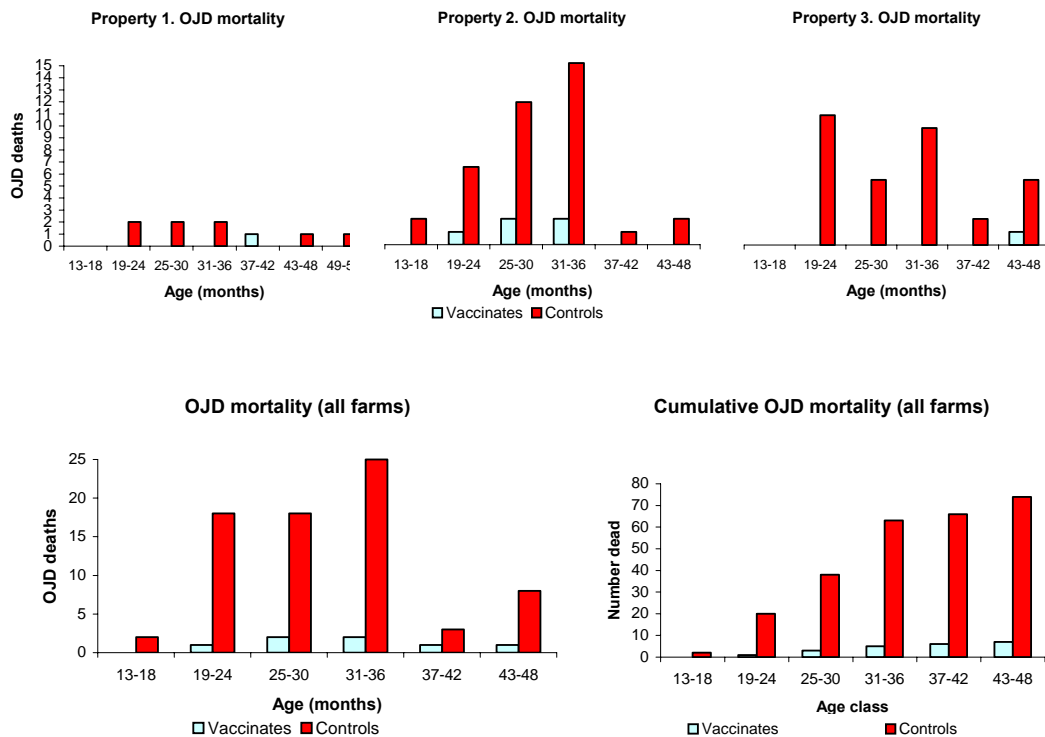 Property 1. OJD mortality
Property 2. OJD mortality
Property 3. OJD mortality
OJD deaths
15
14
13
12
11
10
9
8
7
6
5
4
3
2
1
0
13-18 19-24 25-30 31-36 37-42 43-48
13-18 19-24 25-30 31-36 37-42 43-48
13-18 19-24 25-30 31-36 37-42 43-48
Age (months)
Age (months)
Age (months)
Vaccinates Controls
OJD mortality (all farms)
OJD deaths
25
20
15
10
5
0
13-18 19-24 25-30 31-36 37-42 43-48
Age (months)
Vaccinates Controls
Cumulative OJD mortality (all farms)
Number dead
80
70
60
50
40
30
20
10
0
13-18 19-24 25-30 31-36 37-42 43-48
Age class
Vaccinates Controls